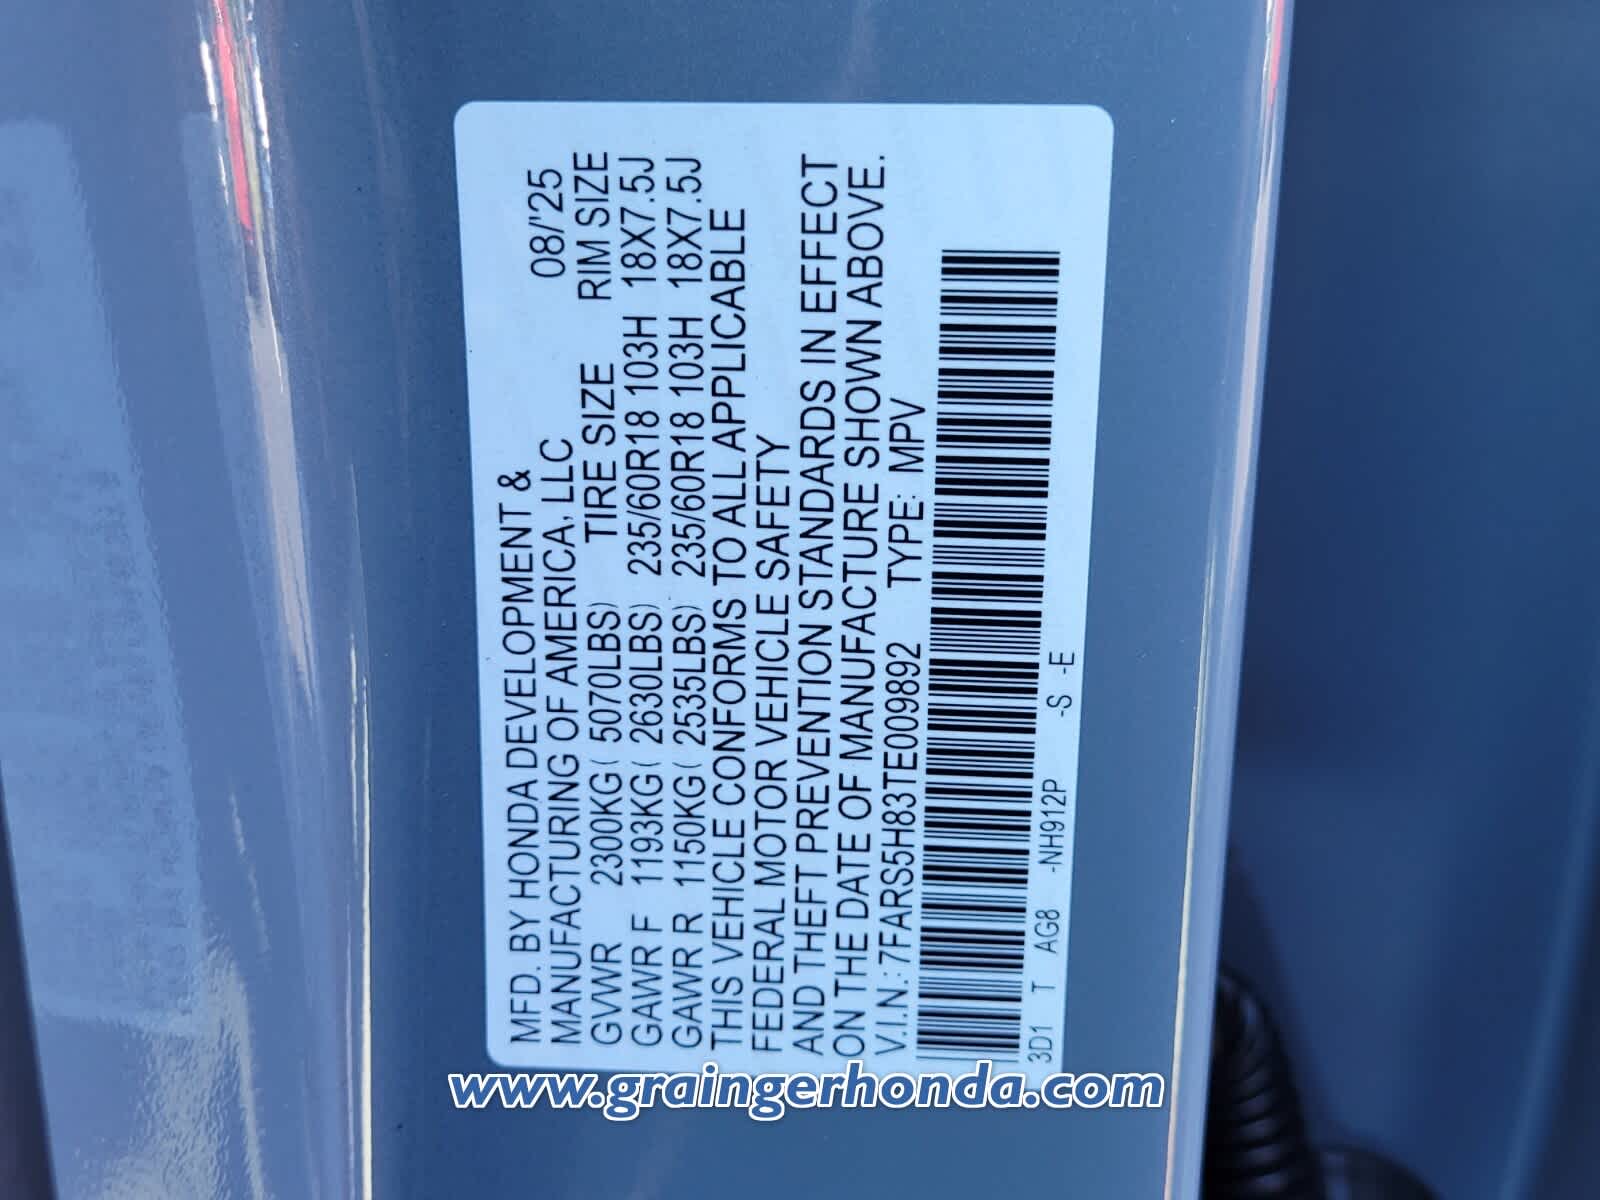 MFD. BY HONDA DEVELOPMENT &
MANUFACTURING OF AMERICA, LLC 08/'25
GVWR 2300KG( 5070LBS) TIRE SIZE RIM SIZE
GAWR F 1193KG( 2630LBS) 235/60R18 103H 18X7.5J
GAWR R 1150KG( 2535LBS) 235/60R18 103H 18X7.5J
THIS VEHICLE CONFORMS TO ALL APPLICABLE
FEDERAL MOTOR VEHICLE SAFETY
AND THEFT PREVENTION STANDARDS IN EFFECT
ON THE DATE OF MANUFACTURE SHOWN ABOVE.
V.I.N.:7FARS5H83TE009892 TYPE: MPV
3D1 T AG8 -NH912P -S -E
www.graingerhonda.com